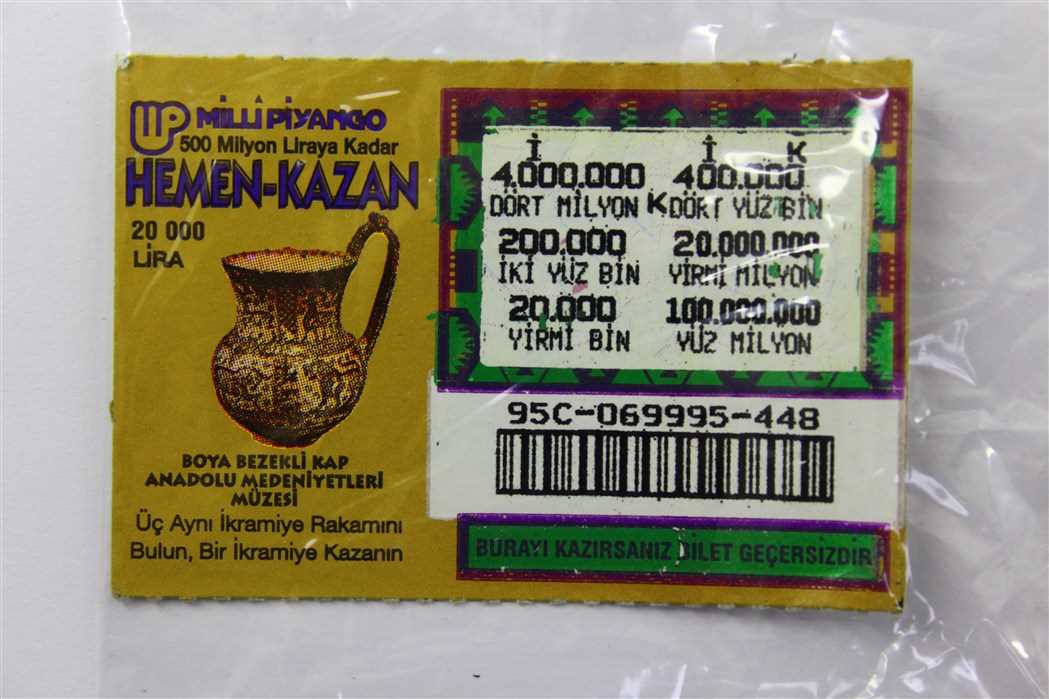 MİLLÎ PİYANGO
500 Milyon Liraya Kadar
HEMEN-KAZAN
20 000
LİRA
BOYA BEZEKLİ KAP
ANADOLU MEDENİYETLERİ
MÜZESİ
Üç Aynı İkramiye Rakamını
Bulun, Bir İkramiye Kazanın
İ İ K
4.000.000 400.000
DÖRT MİLYON K DÖRT YÜZ BİN
200.000 20.000.000
İKİ YÜZ BİN YİRMİ MİLYON
20.000 100.000.000
YİRMİ BİN YÜZ MİLYON
95C-069995-448
BURAYI KAZIRSANIZ BİLET GEÇERSİZDİR